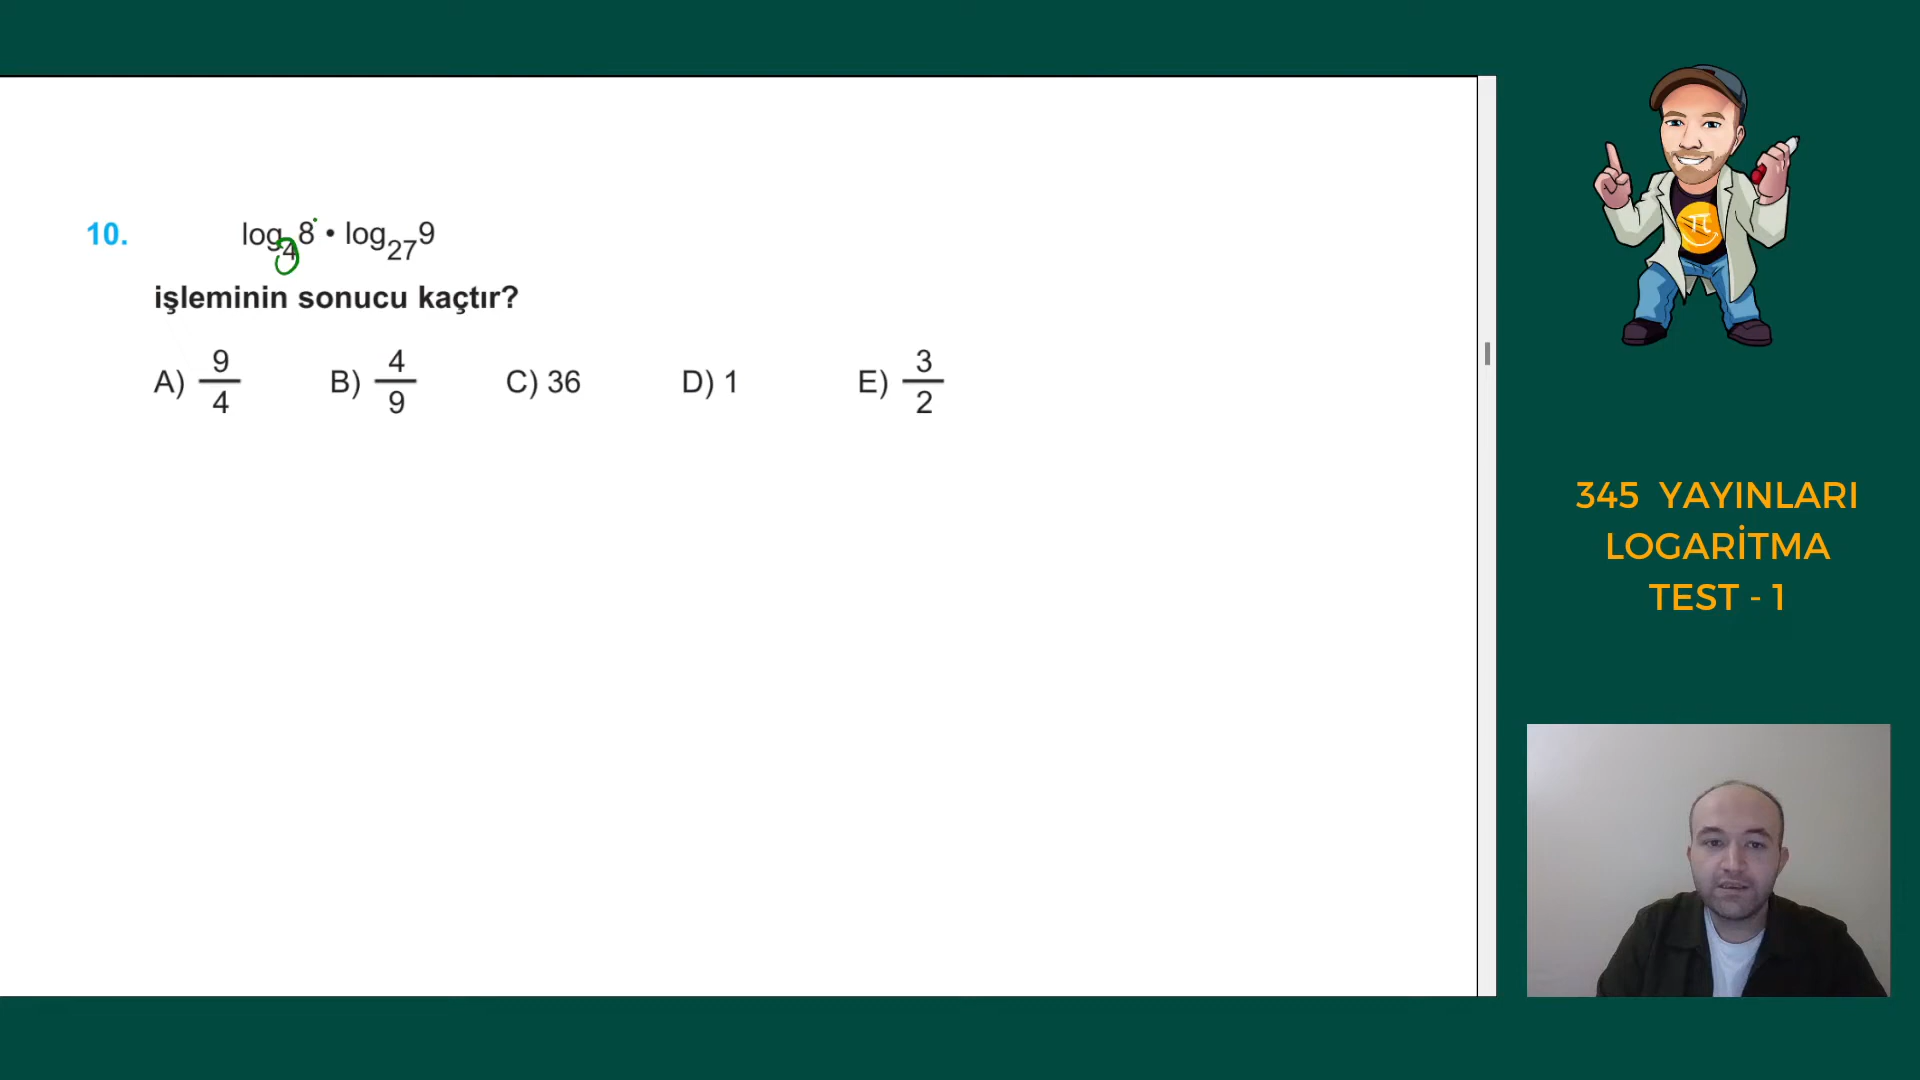 10. log₄8 • log₂₇9
işleminin sonucu kaçtır?
A) 9/4 B) 4/9 C) 36 D) 1 E) 3/2
π
345 YAYINLARI
LOGARİTMA
TEST - 1